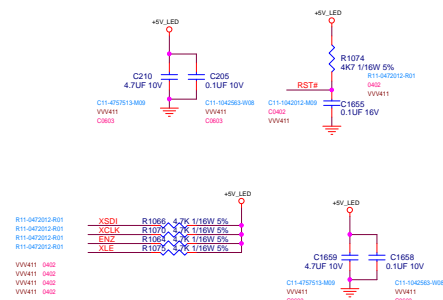 +5V_LED
C210
4.7UF 10V
C205
0.1UF 10V
C11-4757513-M09
VVV411
C0603
C11-1042563-W08
VVV411
C0603
+5V_LED
R1074
4K7 1/16W 5%
R11-0472012-R01
0402
VVV411
RST#
C11-1042012-M09
C0402
VVV411
C1655
0.1UF 16V
+5V_LED
R11-0472012-R01
R11-0472012-R01
R11-0472012-R01
R11-0472012-R01
XSDI R1066 4.7K 1/16W 5%
XCLK R1070 4.7K 1/16W 5%
ENZ R1064 4.7K 1/16W 5%
XLE R1075 4.7K 1/16W 5%
VVV411 0402
VVV411 0402
VVV411 0402
VVV411 0402
+5V_LED
C1659
4.7UF 10V
C1658
0.1UF 10V
C11-4757513-M09
VVV411
C11-1042563-W08
VVV411